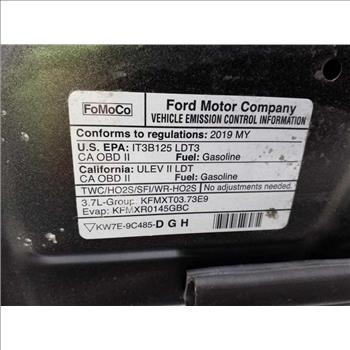 FoMoCo
Ford Motor Company
VEHICLE EMISSION CONTROL INFORMATION
Conforms to regulations: 2019 MY
U.S. EPA: IT3B125 LDT3
CA OBD II Fuel: Gasoline
California: ULEV II LDT
CA OBD II Fuel: Gasoline
TWC/HO2S/SFI/WR-HO2S No adjustments needed.
3.7L-Group: KFMXT03.73E9
Evap: KFMXR0145GBC
KW7E-9C485-DGH